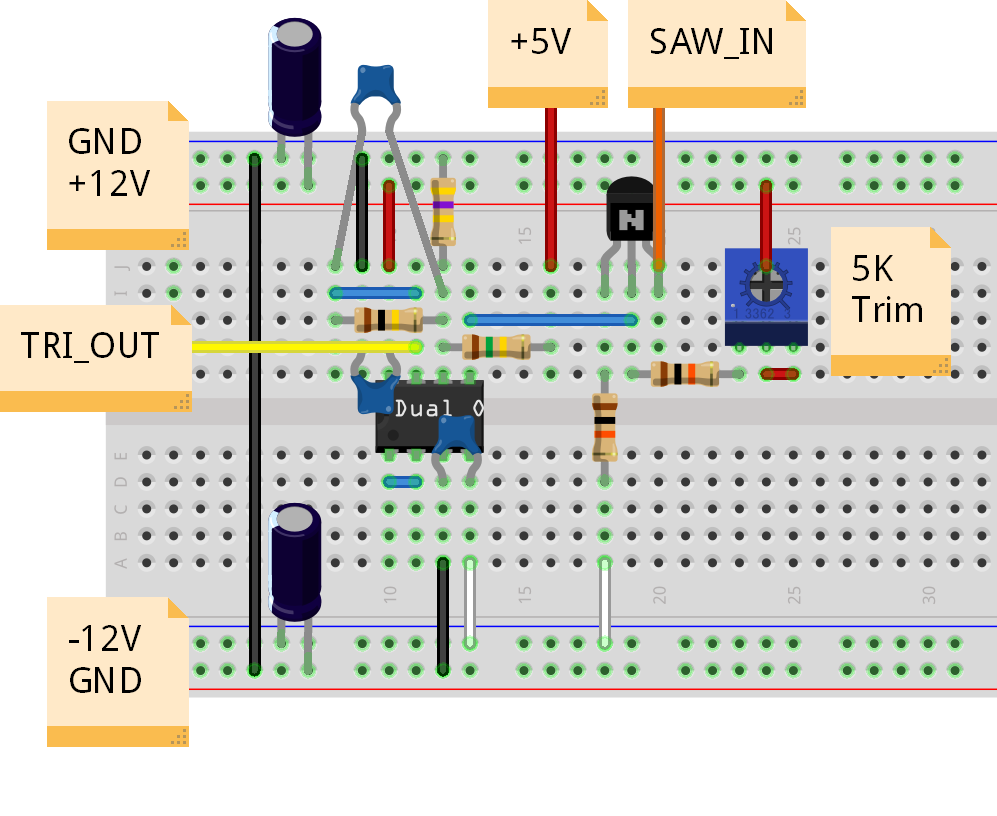 +5V
SAW_IN
GND
+12V
15
25
J
I
5K
Trim
1 3362 3
TRI_OUT
Dual O
N
E
D
C
B
A
10
15
20
25
30
-12V
GND